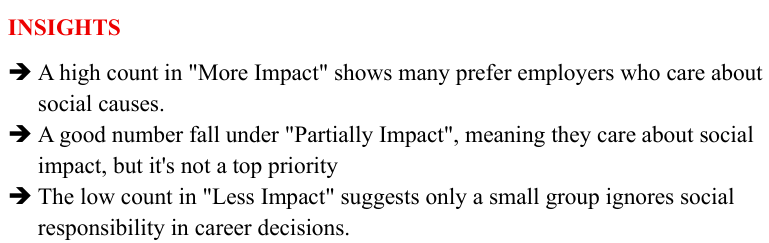 INSIGHTS
➔ A high count in "More Impact" shows many prefer employers who care about
social causes.
➔ A good number fall under "Partially Impact", meaning they care about social
impact, but it's not a top priority
➔ The low count in "Less Impact" suggests only a small group ignores social
responsibility in career decisions.